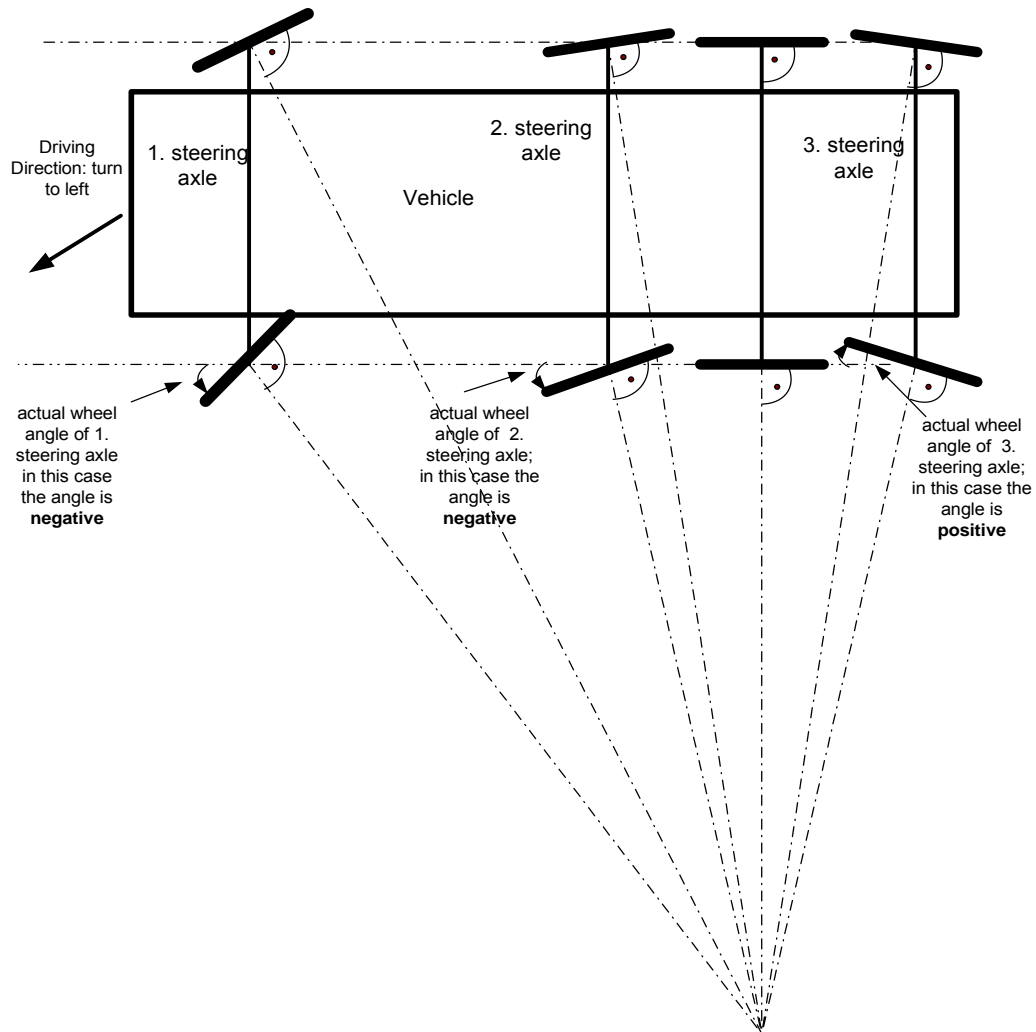 Driving
Direction: turn
to left
1. steering
axle
Vehicle
2. steering
axle
3. steering
axle
actual wheel
angle of 1.
steering axle
in this case
the angle is
negative
actual wheel
angle of 2.
steering axle;
in this case the
angle is
negative
actual wheel
angle of 3.
steering axle;
in this case the
angle is
positive